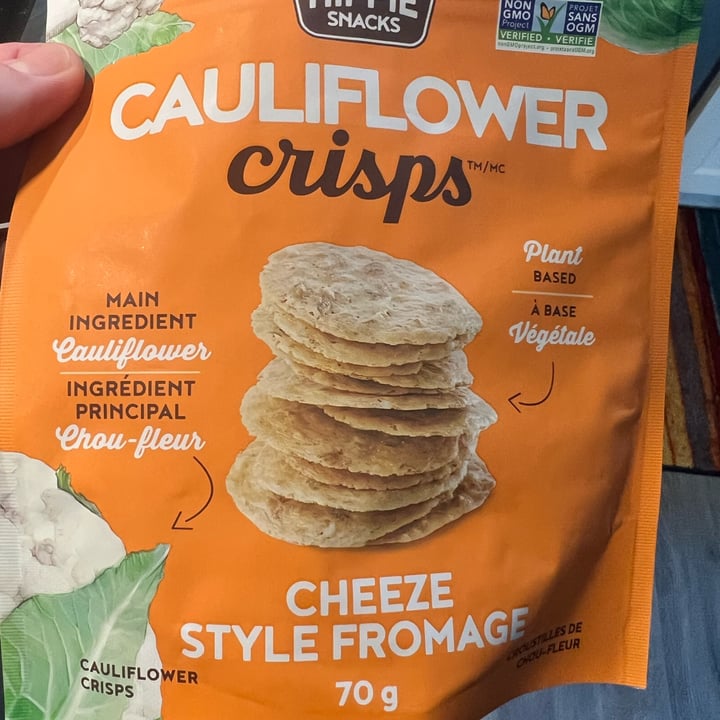 SNACKS
NON
GMO
Project
PROJET
SANS
OGM
VERIFIED • VÉRIFIÉ
CAULIFLOWER
crisps TM/MC
Plant
BASED
À BASE
Végétale
MAIN
INGREDIENT
Cauliflower
INGRÉDIENT
PRINCIPAL
Chou-fleur
CHEEZE
STYLE FROMAGE
70 g
CAULIFLOWER
CRISPS
CROUSTILLES DE
CHOU-FLEUR